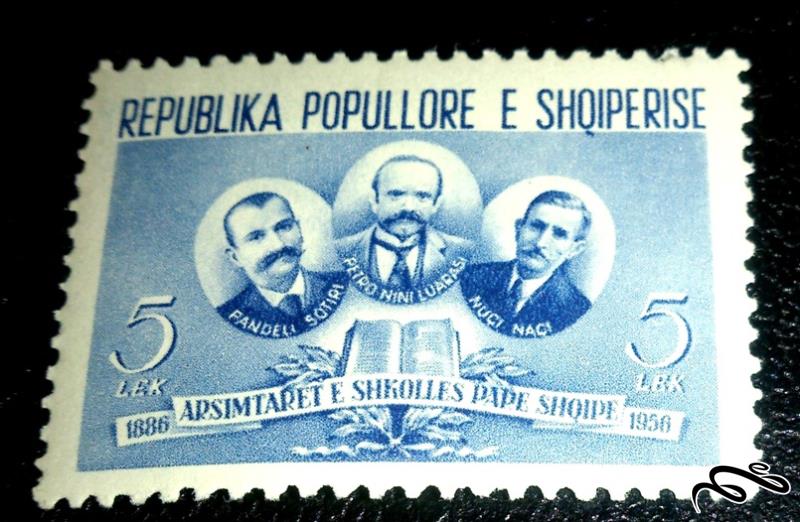 REPUBLIKA POPULLORE E SHQIPERISE
PANDELI SOTIRI
PETRO NINI LUARASI
NUÇI NAÇI
5 LEK
5 LEK
1886 ARSIMTARET E SHKOLLES PARE SHQIPE 1956